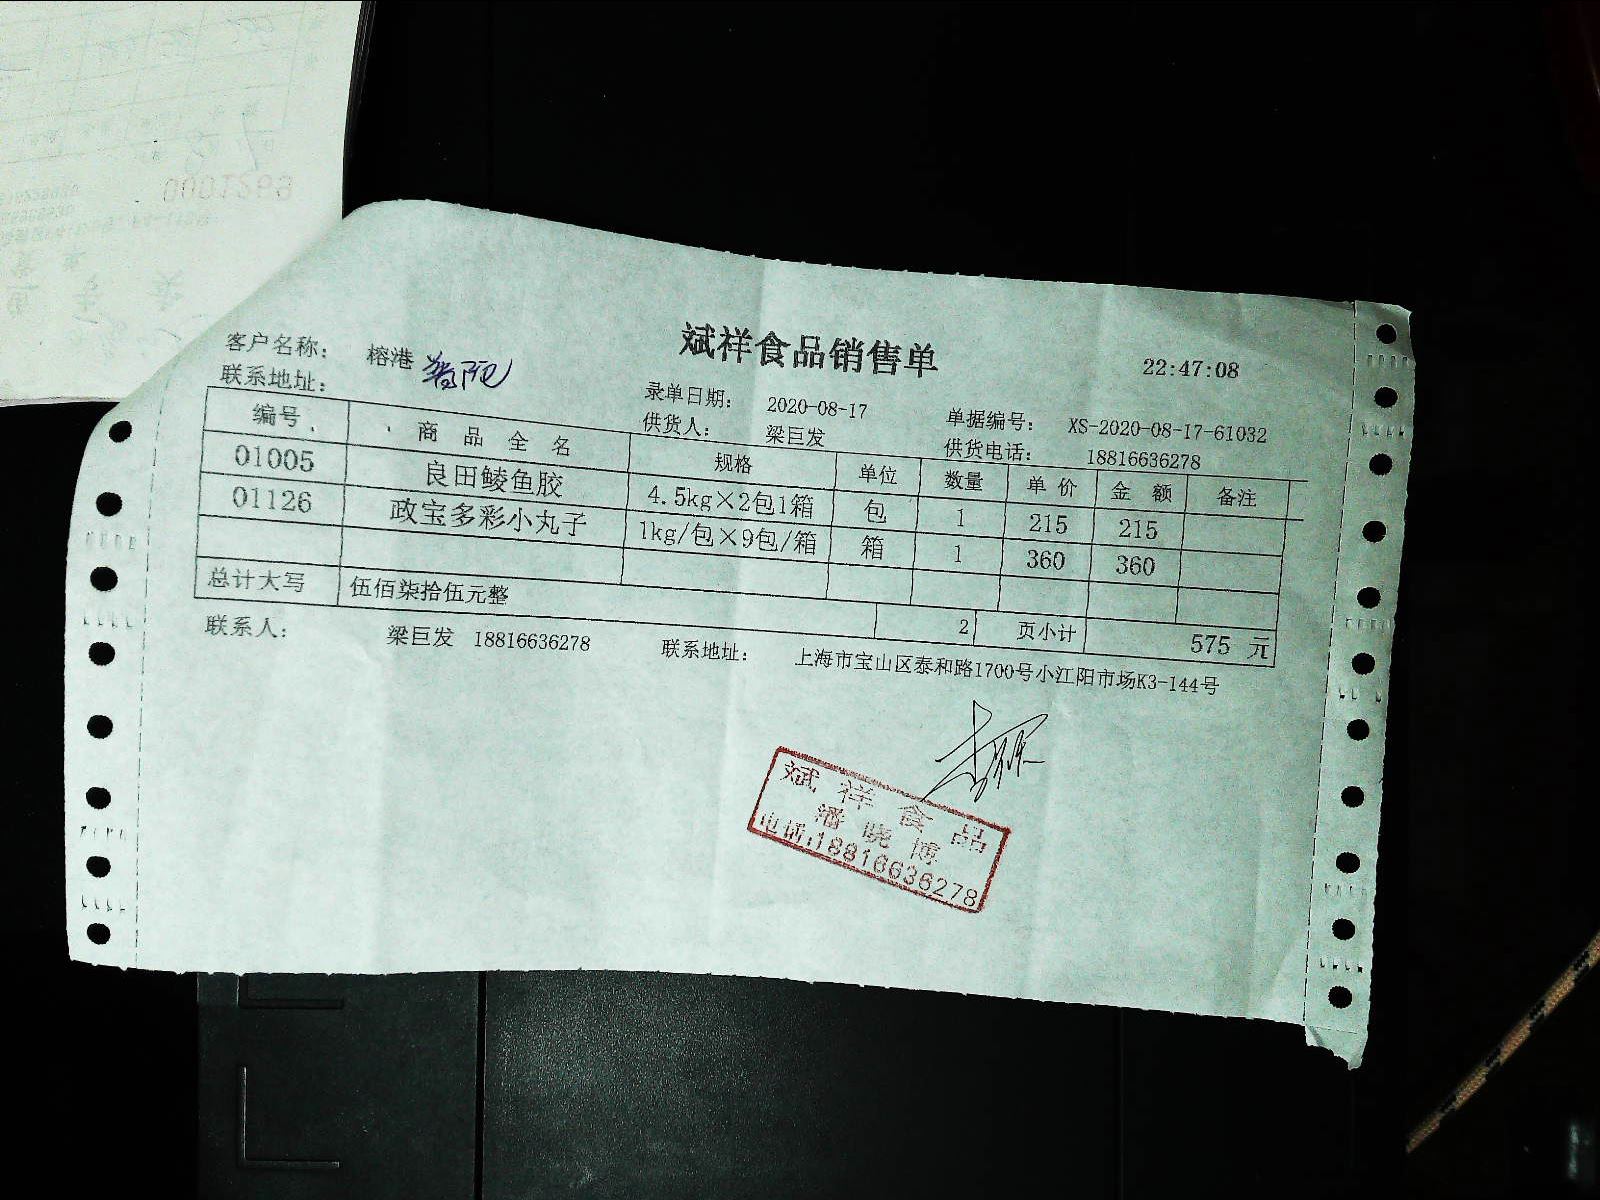 斌祥食品销售单
22:47:08
客户名称： 榕港 普陀
联系地址：
录单日期： 2020-08-17 单据编号： XS-2020-08-17-61032
供货人： 梁巨发 供货电话： 18816636278
编号 商品全名 规格 单位 数量 单价 金额 备注
01005 良田鲮鱼胶 4.5kg×2包1箱 包 1 215 215
01126 政宝多彩小丸子 1kg/包×9包/箱 箱 1 360 360
总计大写 伍佰柒拾伍元整 2 页小计 575 元
联系人： 梁巨发 18816636278 联系地址： 上海市宝山区泰和路1700号小江阳市场K3-144号
斌祥食品
潘晓博
电话:18816636278
0001293